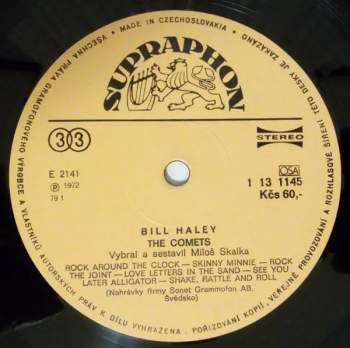 MADE IN CZECHOSLOVAKIA
VŠECHNA PRÁVA GRAMOFONOVÉHO VÝROBCE A VLASTNÍKŮ AUTORSKÝCH PRÁV K DÍLU VYHRAŽENA. POŘIZOVÁNÍ KOPIÍ, VEŘEJNÉ PROVOZOVÁNÍ A ROZHLASOVÉ ŠÍŘENÍ TÉTO DESKY JE ZAKÁZÁNO
SUPRAPHON
33
STEREO
E 2141
℗ 1972
79 1
OSA
1 13 1145
Kčs 60,-
BILL HALEY
THE COMETS
Vybral a sestavil Miloš Skalka
ROCK AROUND THE CLOCK — SKINNY MINNIE — ROCK
THE JOINT — LOVE LETTERS IN THE SAND — SEE YOU
LATER ALLIGATOR — SHAKE, RATTLE AND ROLL
(Nahrávky firmy Sonet Grammofon AB,
Švédsko)